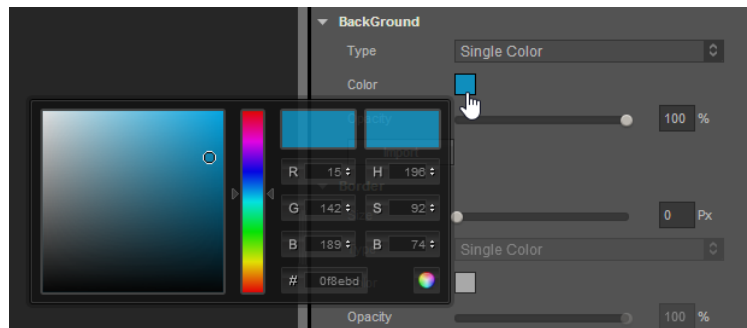 BackGround
Type Single Color
Color
Opacity 100 %
Import
R 15 H 196
Border
G 142 S 92
0 Px
B 189 B 74
Single Color
# 0f8ebd
Opacity 100 %